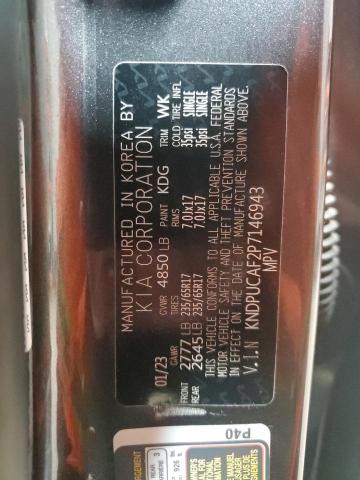 MANUFACTURED IN KOREA BY
KIA CORPORATION
01/23 GVWR 4850 LB PAINT KDG TRIM WK
GAWR TIRES RIMS COLD TIRE INFL
FRONT 2777 LB 235/65R17 7.0Jx17 35psi SINGLE
REAR 2645 LB 235/65R17 7.0Jx17 35psi SINGLE
THIS VEHICLE CONFORMS TO ALL APPLICABLE U.S.A. FEDERAL
MOTOR VEHICLE SAFETY AND THEFT PREVENTION STANDARDS
IN EFFECT ON THE DATE OF MANUFACTURE SHOWN ABOVE.
V.I.N KNDPUCAF2P7146943
MPV
P40
REAR 3